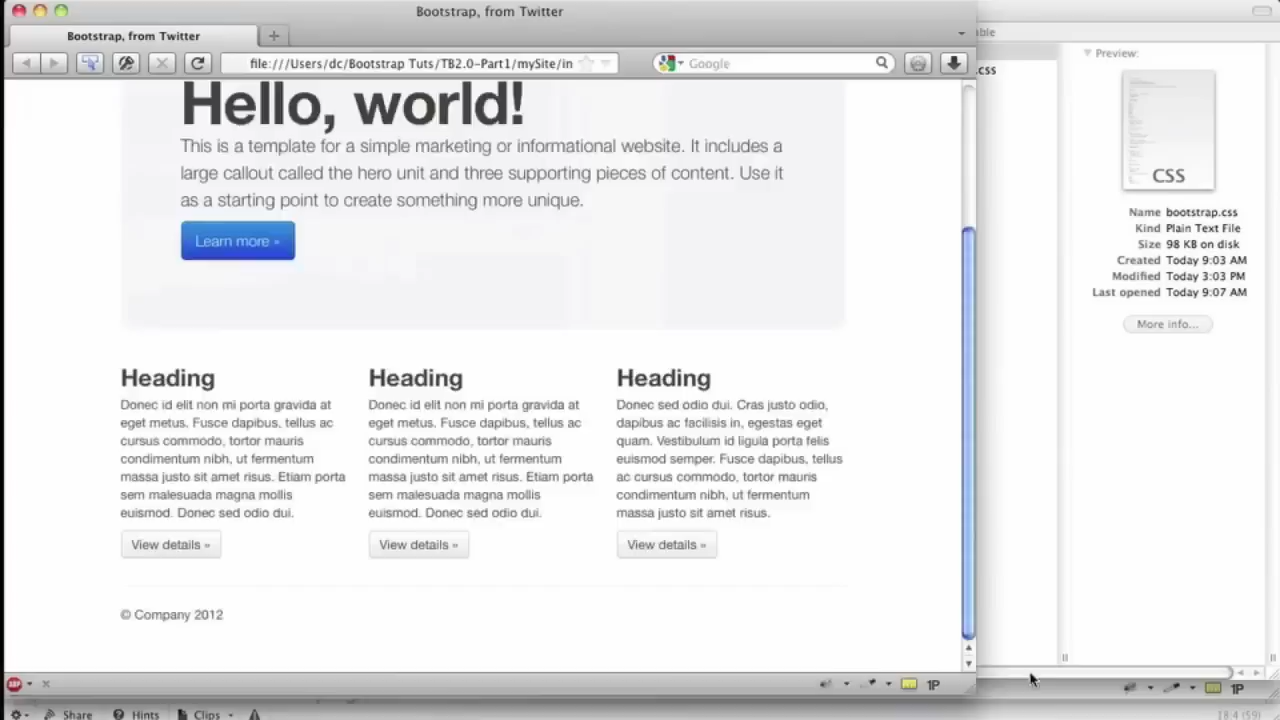 Bootstrap, from Twitter
Bootstrap, from Twitter
file:///Users/dc/Bootstrap Tuts/TB2.0-Part1/mySite/in
Google
Hello, world!
This is a template for a simple marketing or informational website. It includes a
large callout called the hero unit and three supporting pieces of content. Use it
as a starting point to create something more unique.
Learn more »
Heading
Donec id elit non mi porta gravida at
eget metus. Fusce dapibus, tellus ac
cursus commodo, tortor mauris
condimentum nibh, ut fermentum
massa justo sit amet risus. Etiam porta
sem malesuada magna mollis
euismod. Donec sed odio dui.
View details »
Heading
Donec id elit non mi porta gravida at
eget metus. Fusce dapibus, tellus ac
cursus commodo, tortor mauris
condimentum nibh, ut fermentum
massa justo sit amet risus. Etiam porta
sem malesuada magna mollis
euismod. Donec sed odio dui.
View details »
Heading
Donec sed odio dui. Cras justo odio,
dapibus ac facilisis in, egestas eget
quam. Vestibulum id ligula porta felis
euismod semper. Fusce dapibus, tellus
ac cursus commodo, tortor mauris
condimentum nibh, ut fermentum
massa justo sit amet risus.
View details »
© Company 2012
ABP
1P
able
.css
Preview:
CSS
Name bootstrap.css
Kind Plain Text File
Size 98 KB on disk
Created Today 9:03 AM
Modified Today 3:03 PM
Last opened Today 9:07 AM
More info...
1P
Share
Hints
Clips
18:4 (59)